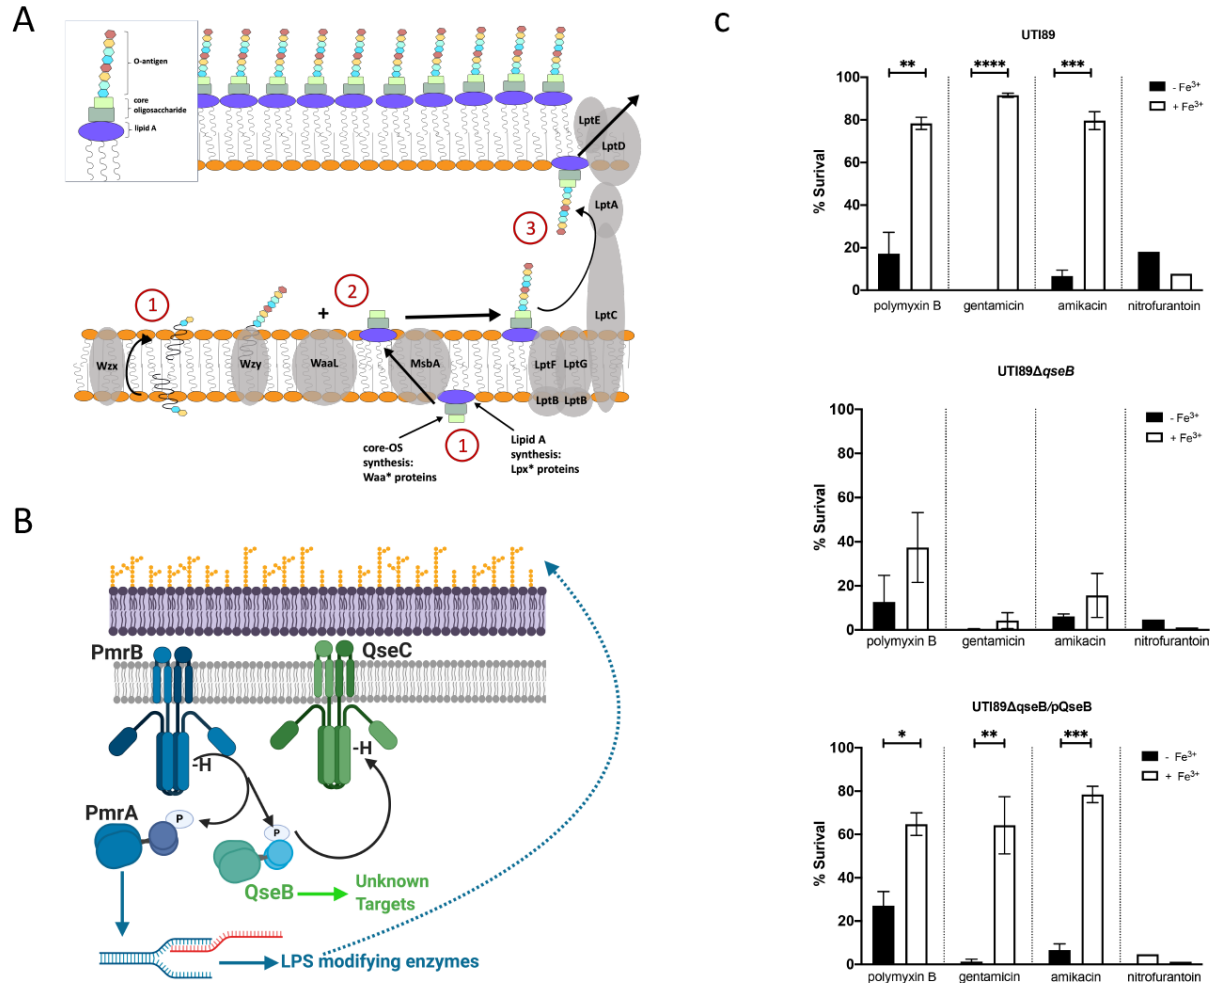 A
O-antigen
core
oligosaccharide
lipid A
LptE
LptD
LptA
3
1
+
2
LptC
Wzx
Wzy
WaaL
MsbA
LptF
LptG
LptB
LptB
core-OS
synthesis:
Waa* proteins
1
Lipid A
synthesis:
Lpx* proteins
B
PmrB
QseC
-H
-H
PmrA
P
P
QseB
Unknown
Targets
LPS modifying enzymes
C
UTI89
% Survival
100
80
60
40
20
0
**
****
***
- Fe³⁺
+ Fe³⁺
polymyxin B
gentamicin
amikacin
nitrofurantoin
UTI89ΔqseB
% Survival
100
80
60
40
20
0
- Fe³⁺
+ Fe³⁺
polymyxin B
gentamicin
amikacin
nitrofurantoin
UTI89ΔqseB/pQseB
% Survival
100
80
60
40
20
0
*
**
***
- Fe³⁺
+ Fe³⁺
polymyxin B
gentamicin
amikacin
nitrofurantoin